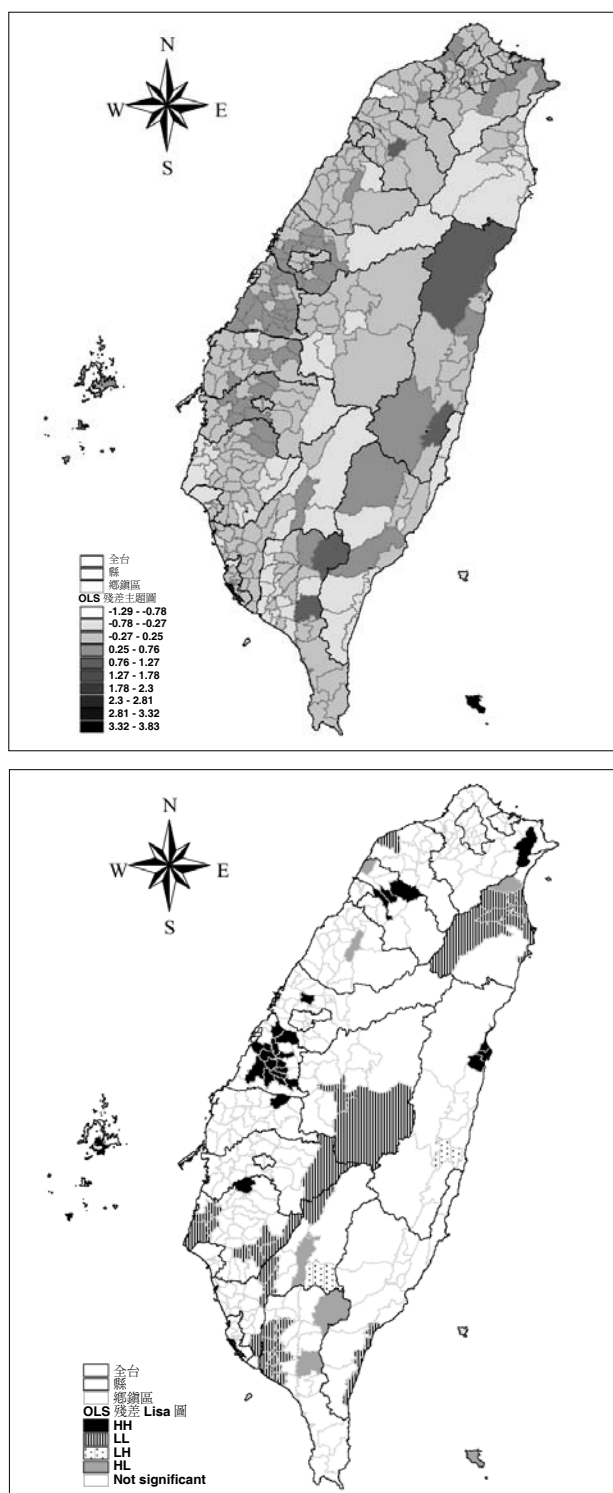 N
W E
S
全台
縣
鄉鎮區
OLS 殘差主題圖
-1.29 - -0.78
-0.78 - -0.27
-0.27 - 0.25
0.25 - 0.76
0.76 - 1.27
1.27 - 1.78
1.78 - 2.3
2.3 - 2.81
2.81 - 3.32
3.32 - 3.83
N
W E
S
全台
縣
鄉鎮區
OLS 殘差 Lisa 圖
HH
LL
LH
HL
Not significant